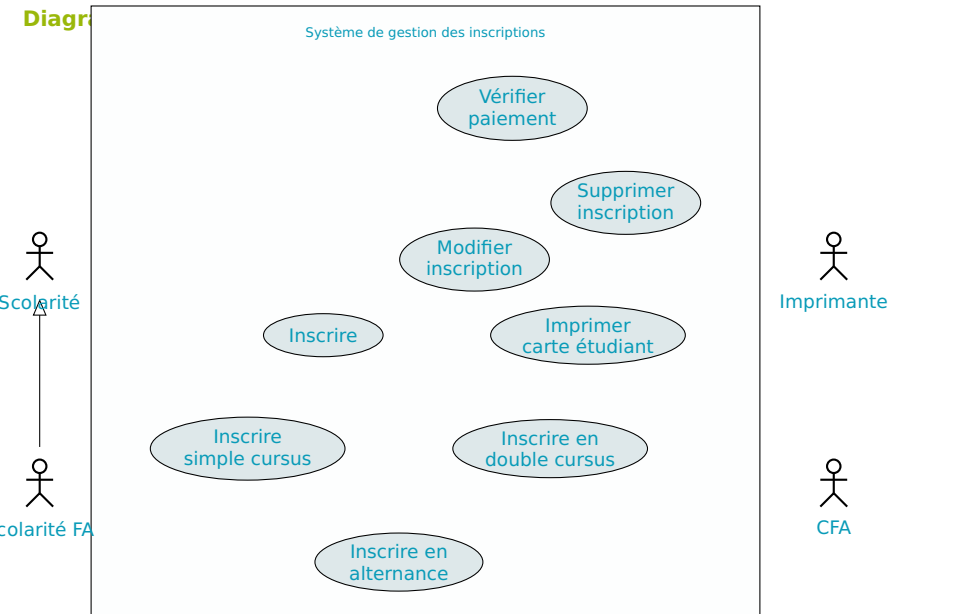 Diagra
Système de gestion des inscriptions
Vérifier
paiement
Supprimer
inscription
Modifier
inscription
Scolarité
Imprimante
Inscrire
Imprimer
carte étudiant
Inscrire
simple cursus
Inscrire en
double cursus
colarité FA
CFA
Inscrire en
alternance